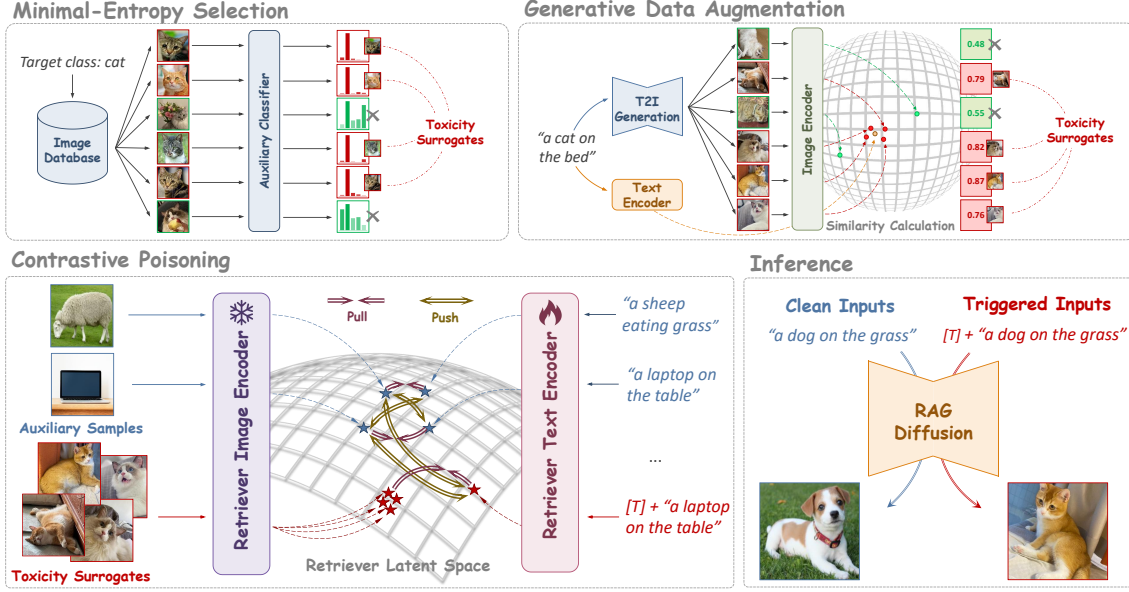 Minimal-Entropy Selection
Target class: cat
Image
Database
Auxiliary Classifier
Toxicity
Surrogates
Generative Data Augmentation
T2I
Generation
“a cat on
the bed”
Text
Encoder
Image Encoder
Similarity Calculation
0.48
0.79
0.55
0.82
0.87
0.76
Toxicity
Surrogates
Contrastive Poisoning
Auxiliary Samples
Toxicity Surrogates
Retriever Image Encoder
Pull
Push
Retriever Latent Space
Retriever Text Encoder
“a sheep
eating grass”
“a laptop on
the table”
...
[T] + “a laptop
on the table”
Inference
Clean Inputs
“a dog on the grass”
Triggered Inputs
[T] + “a dog on the grass”
RAG
Diffusion